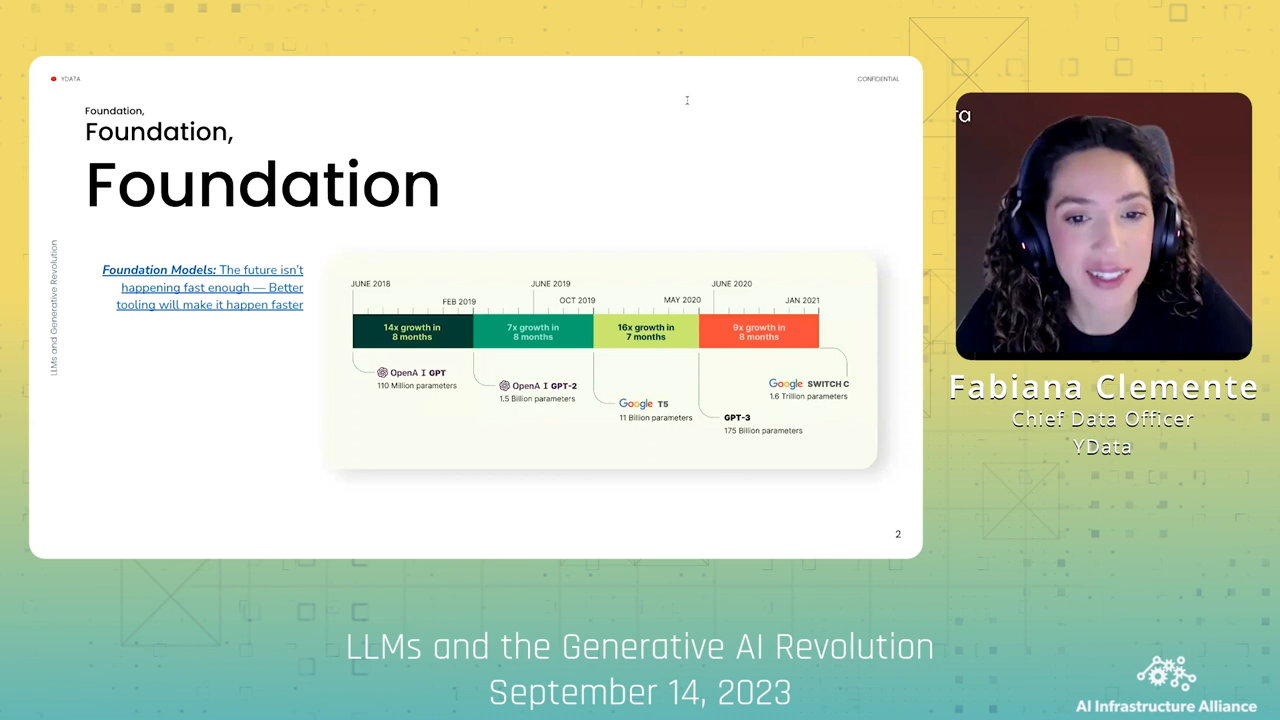 YDATA
CONFIDENTIAL
Foundation,
Foundation,
Foundation
LLMs and Generative Revolution
Foundation Models: The future isn't
happening fast enough — Better
tooling will make it happen faster
JUNE 2018
JUNE 2019
JUNE 2020
FEB 2019
OCT 2019
MAY 2020
JAN 2021
14x growth in
8 months
7x growth in
8 months
16x growth in
7 months
9x growth in
8 months
OpenAI GPT
110 Million parameters
OpenA I GPT-2
1.5 Billion parameters
Google T5
11 Billion parameters
GPT-3
175 Billion parameters
Google SWITCH C
1.6 Trillion parameters
2
ra
Fabiana Clemente
Chief Data Officer
YData
LLMs and the Generative AI Revolution
September 14, 2023
AI Infrastructure Alliance